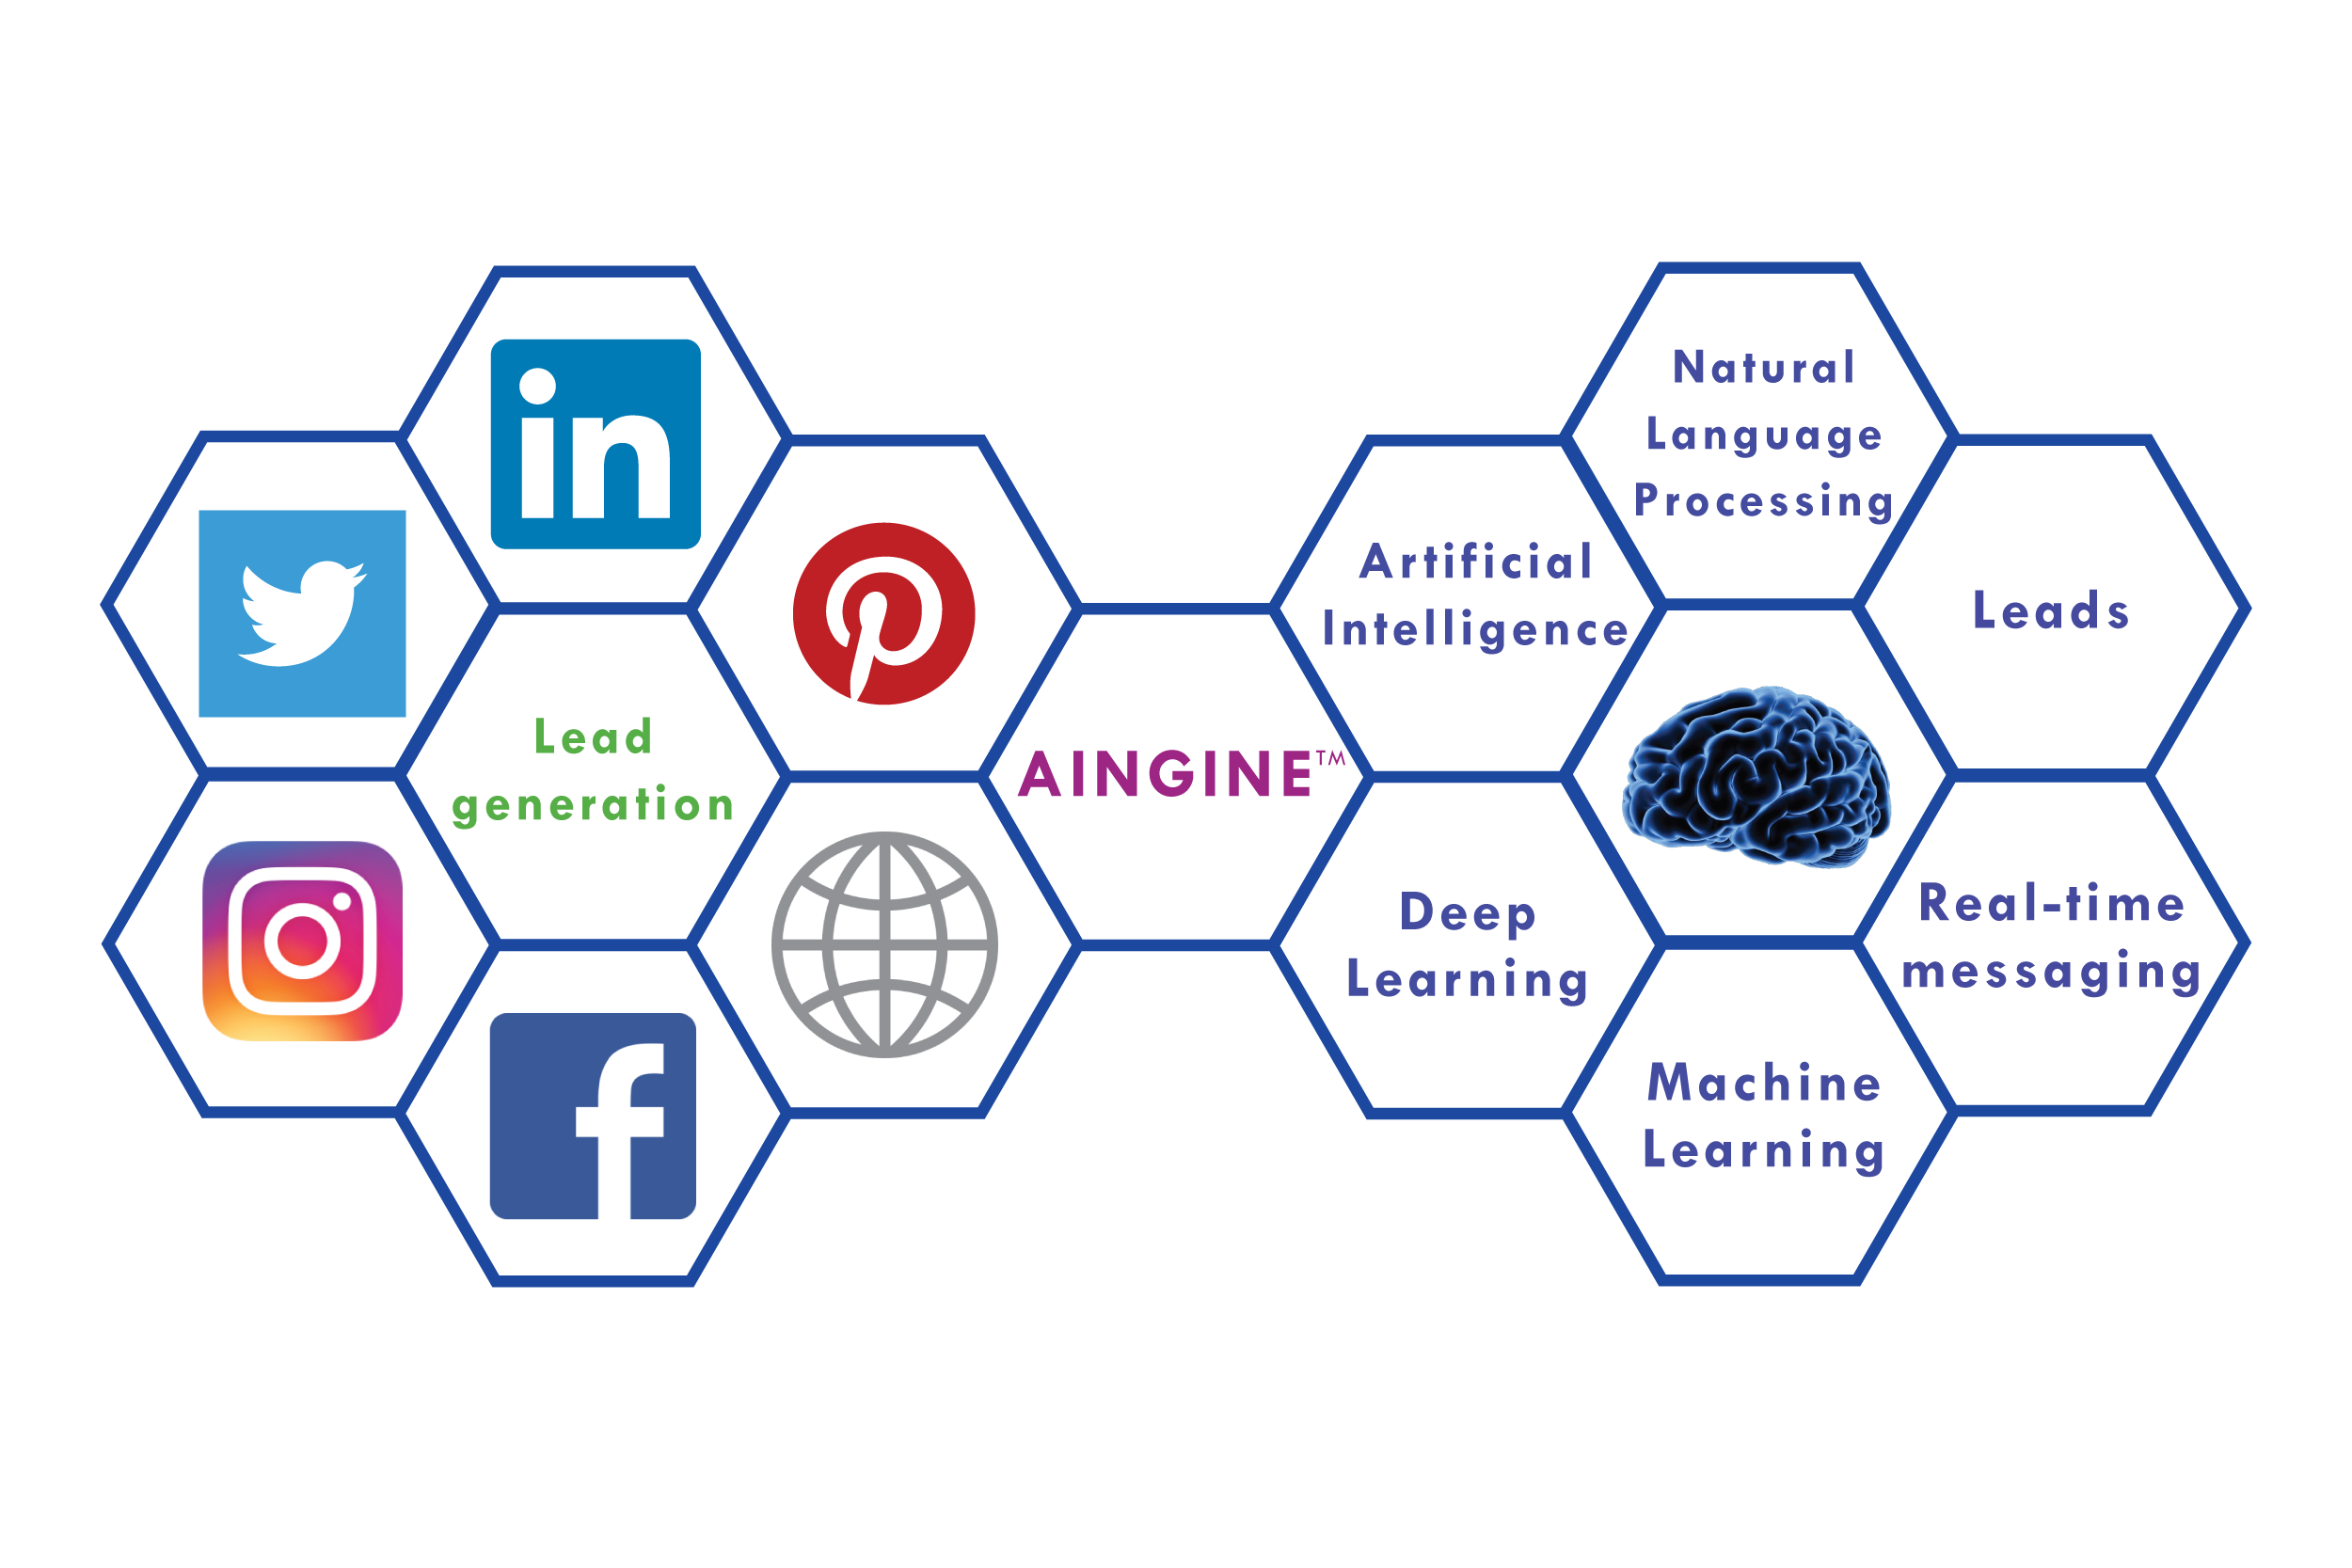 in
Lead
generation
AINGINE™
Artificial
Intelligence
Natural
Language
Processing
Leads
Deep
Learning
Real-time
messaging
Machine
Learning